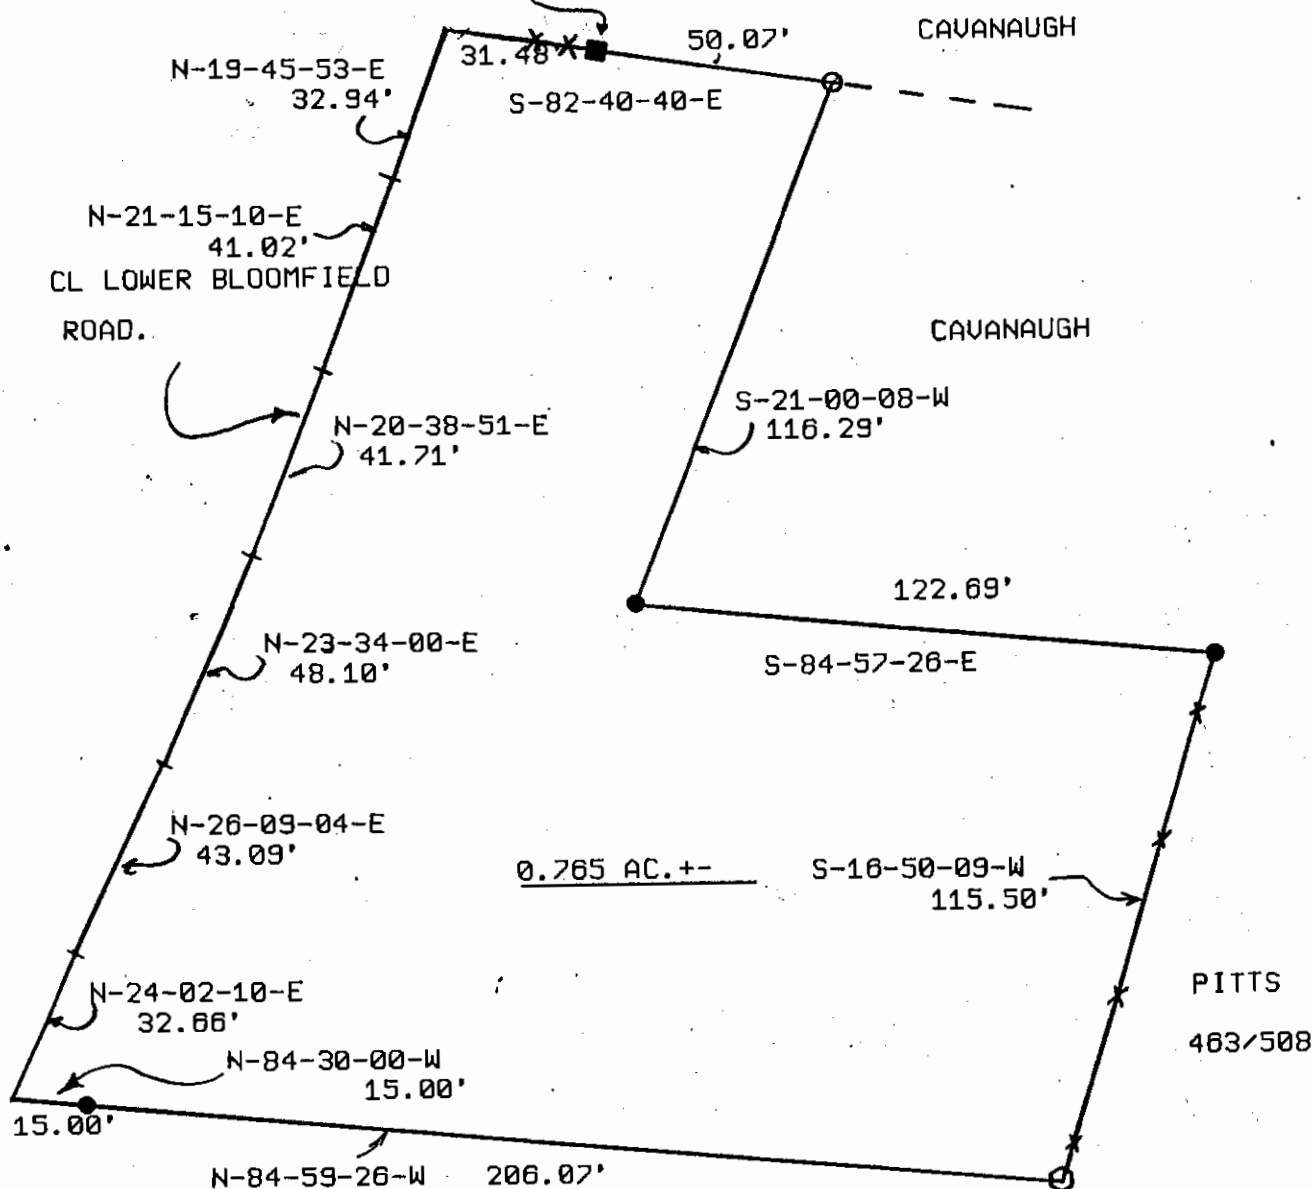 CAVANAUGH
50.07'
31.48
S-82-40-40-E
N-19-45-53-E
32.94'
N-21-15-10-E
41.02'
CL LOWER BLOOMFIELD
ROAD.
CAVANAUGH
S-21-00-08-W
116.29'
N-20-38-51-E
41.71'
122.69'
S-84-57-26-E
N-23-34-00-E
48.10'
N-26-09-04-E
43.09'
0.765 AC.+-
S-16-50-09-W
115.50'
PITTS
463/508
N-24-02-10-E
32.66'
N-84-30-00-W
15.00'
15.00'
N-84-59-26-W 206.07'